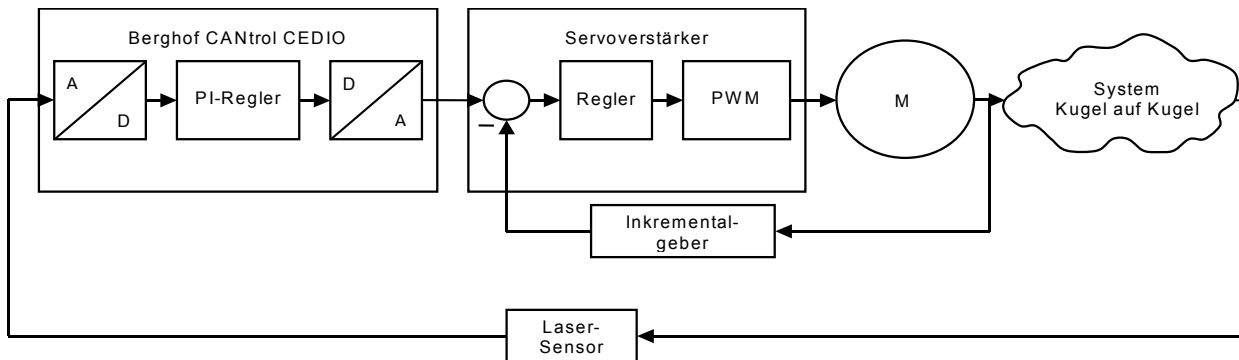 Berghof CANtrol CEDIO
A
D
PI-Regler
D
A
Servoverstärker
–
Regler
PWM
M
System
Kugel auf Kugel
Inkremental-
geber
Laser-
Sensor